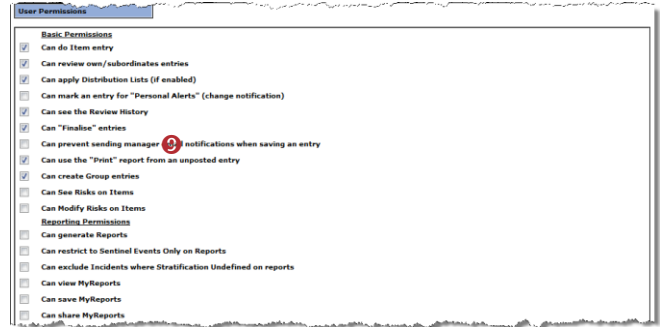 User Permissions
Basic Permissions
Can do Item entry
Can review own/subordinates entries
Can apply Distribution Lists (if enabled)
Can mark an entry for "Personal Alerts" (change notification)
Can see the Review History
Can "Finalise" entries
Can prevent sending manager 9 notifications when saving an entry
Can use the "Print" report from an unposted entry
Can create Group entries
Can See Risks on Items
Can Modify Risks on Items
Reporting Permissions
Can generate Reports
Can restrict to Sentinel Events Only on Reports
Can exclude Incidents where Stratification Undefined on reports
Can view MyReports
Can save MyReports
Can share MyReports